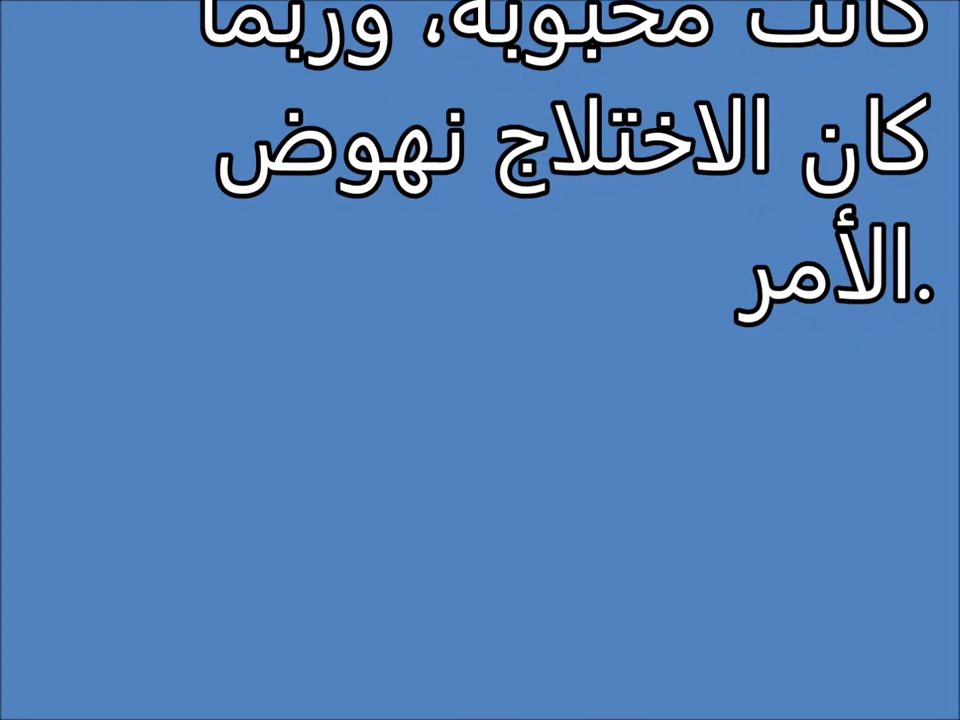 كانت محبوبة، وربما
كان الاختلاج نهوض
الأمر.